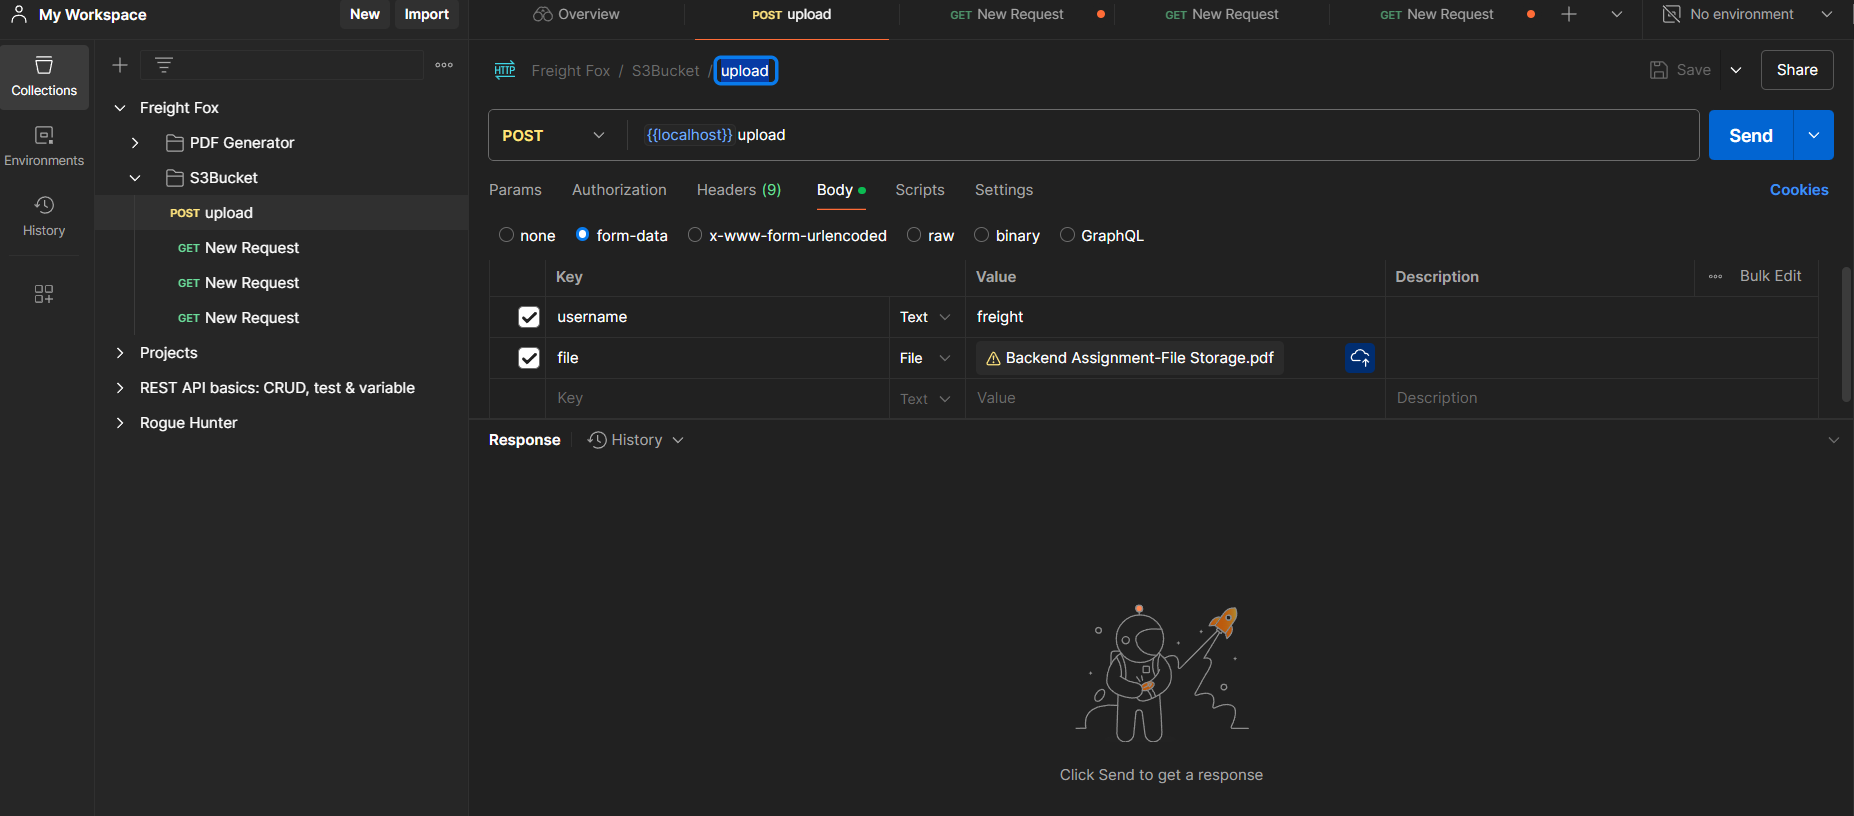 My Workspace
New
Import
Overview
POST upload
GET New Request
GET New Request
GET New Request
No environment
Collections
Environments
History
Freight Fox
PDF Generator
S3Bucket
POST upload
GET New Request
GET New Request
GET New Request
Projects
REST API basics: CRUD, test & variable
Rogue Hunter
HTTP
Freight Fox / S3Bucket / upload
Save
Share
POST
{{localhost}} upload
Send
Params
Authorization
Headers (9)
Body
Scripts
Settings
Cookies
none
form-data
x-www-form-urlencoded
raw
binary
GraphQL
Key
Value
Description
Bulk Edit
username
Text
freight
file
File
Backend Assignment-File Storage.pdf
Key
Text
Value
Description
Response
History
Click Send to get a response